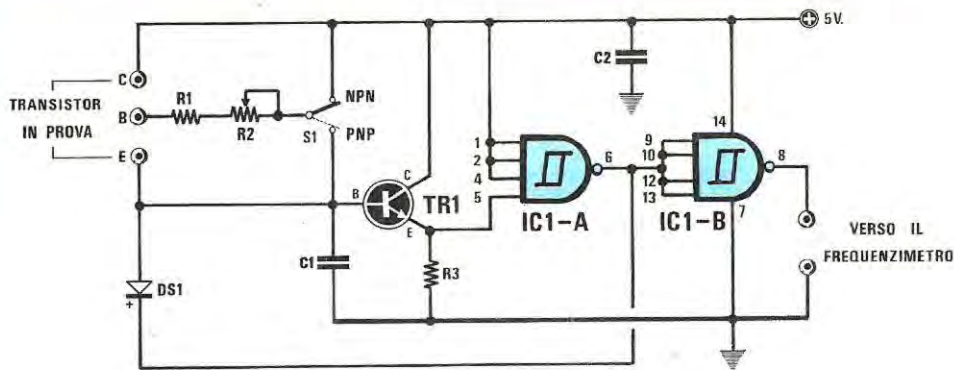 5V.
C
TRANSISTOR
IN PROVA
B
E
R1
R2
S1
NPN
PNP
C2
B
C
E
TR1
C1
R3
DS1
+
1
2
4
5
6
IC1-A
9
10
12
13
14
8
7
IC1-B
VERSO IL
FREQUENZIMETRO